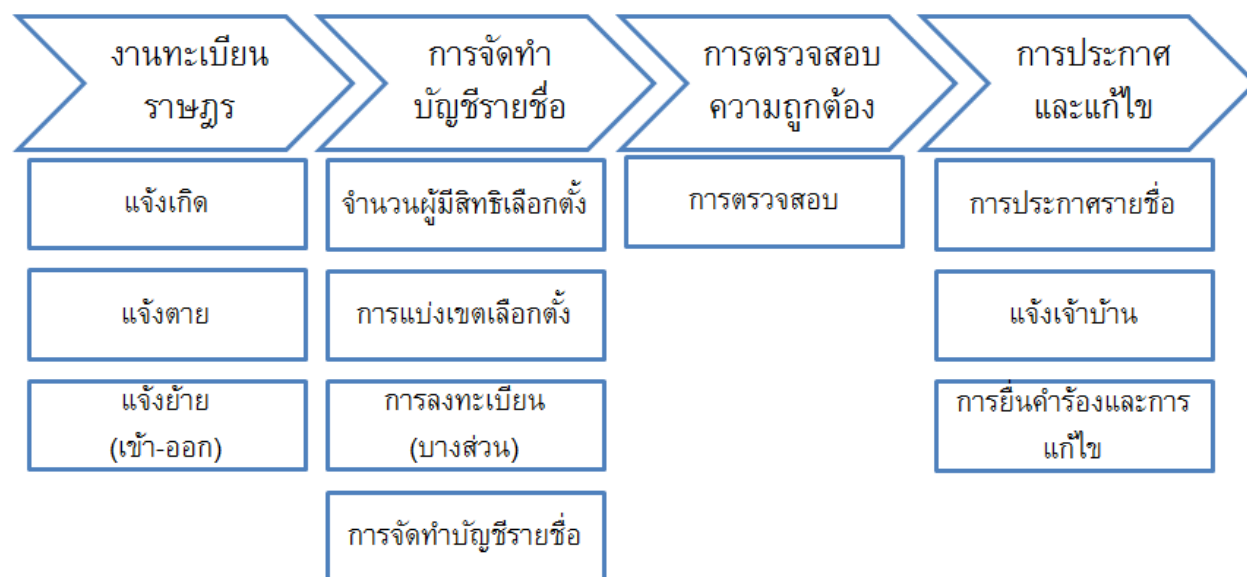 งานทะเบียน
ราษฎร
การจัดทำ
บัญชีรายชื่อ
การตรวจสอบ
ความถูกต้อง
การประกาศ
และแก้ไข
แจ้งเกิด
จำนวนผู้มีสิทธิเลือกตั้ง
การตรวจสอบ
การประกาศรายชื่อ
แจ้งตาย
การแบ่งเขตเลือกตั้ง
แจ้งเจ้าบ้าน
แจ้งย้าย
(เข้า-ออก)
การลงทะเบียน
(บางส่วน)
การยื่นคำร้องและการ
แก้ไข
การจัดทำบัญชีรายชื่อ